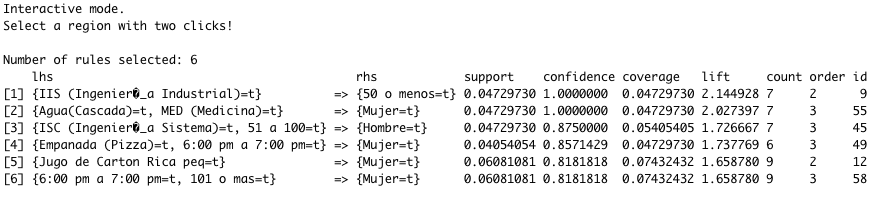 Interactive mode.
Select a region with two clicks!
Number of rules selected: 6
lhs rhs support confidence coverage lift count order id
[1] {IIS (Ingenier�_a Industrial)=t} => {50 o menos=t} 0.04729730 1.0000000 0.04729730 2.144928 7 2 9
[2] {Agua(Cascada)=t, MED (Medicina)=t} => {Mujer=t} 0.04729730 1.0000000 0.04729730 2.027397 7 3 55
[3] {ISC (Ingenier�_a Sistema)=t, 51 a 100=t} => {Hombre=t} 0.04729730 0.8750000 0.05405405 1.726667 7 3 45
[4] {Empanada (Pizza)=t, 6:00 pm a 7:00 pm=t} => {Mujer=t} 0.04054054 0.8571429 0.04729730 1.737769 6 3 49
[5] {Jugo de Carton Rica peq=t} => {Mujer=t} 0.06081081 0.8181818 0.07432432 1.658780 9 2 12
[6] {6:00 pm a 7:00 pm=t, 101 o mas=t} => {Mujer=t} 0.06081081 0.8181818 0.07432432 1.658780 9 3 58